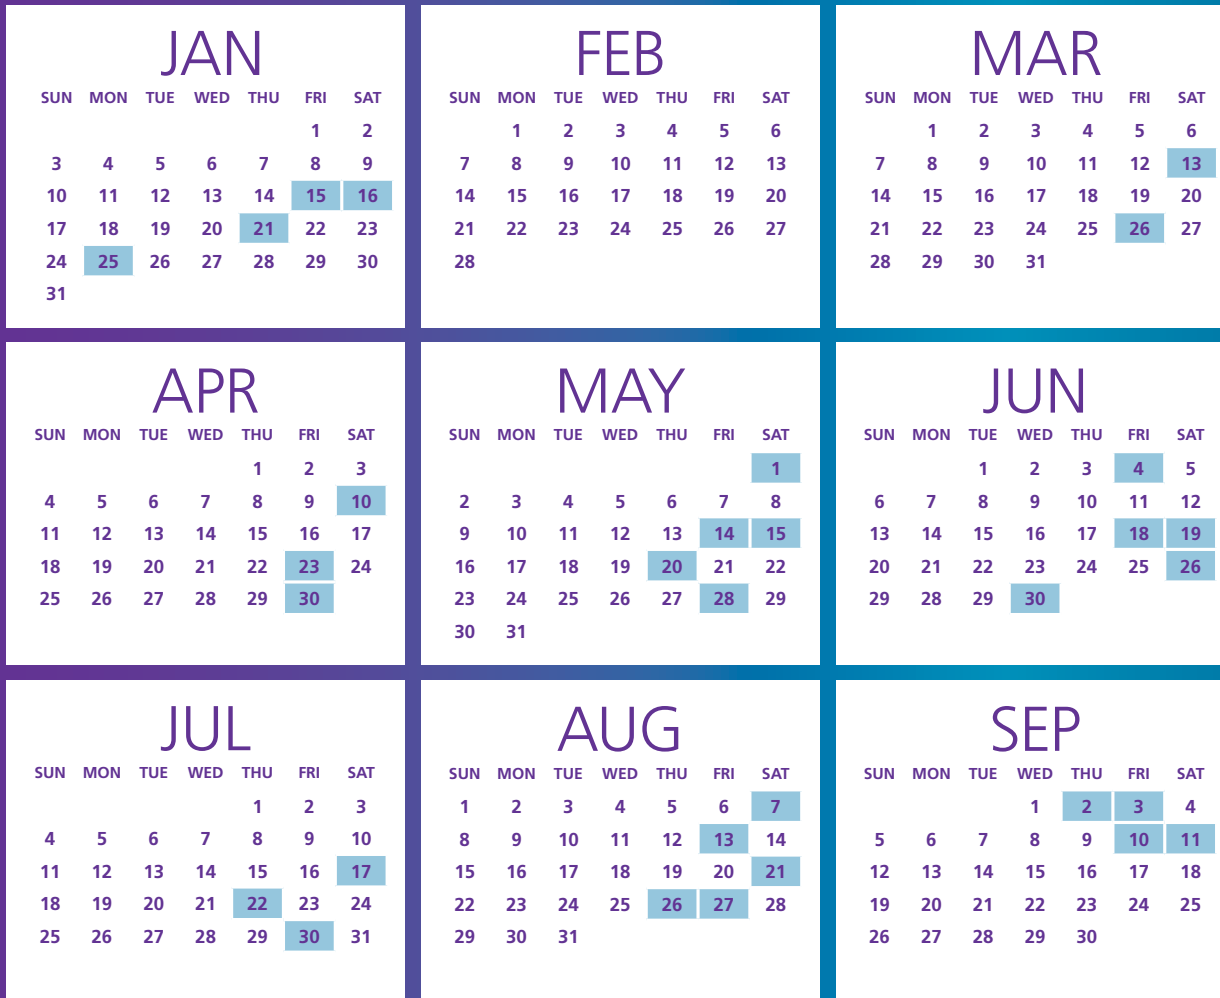 JAN
SUN MON TUE WED THU FRI SAT
1 2
3 4 5 6 7 8 9
10 11 12 13 14 15 16
17 18 19 20 21 22 23
24 25 26 27 28 29 30
31
FEB
SUN MON TUE WED THU FRI SAT
1 2 3 4 5 6
7 8 9 10 11 12 13
14 15 16 17 18 19 20
21 22 23 24 25 26 27
28
MAR
SUN MON TUE WED THU FRI SAT
1 2 3 4 5 6
7 8 9 10 11 12 13
14 15 16 17 18 19 20
21 22 23 24 25 26 27
28 29 30 31
APR
SUN MON TUE WED THU FRI SAT
1 2 3
4 5 6 7 8 9 10
11 12 13 14 15 16 17
18 19 20 21 22 23 24
25 26 27 28 29 30
MAY
SUN MON TUE WED THU FRI SAT
1
2 3 4 5 6 7 8
9 10 11 12 13 14 15
16 17 18 19 20 21 22
23 24 25 26 27 28 29
30 31
JUN
SUN MON TUE WED THU FRI SAT
1 2 3 4 5
6 7 8 9 10 11 12
13 14 15 16 17 18 19
20 21 22 23 24 25 26
29 28 29 30
JUL
SUN MON TUE WED THU FRI SAT
1 2 3
4 5 6 7 8 9 10
11 12 13 14 15 16 17
18 19 20 21 22 23 24
25 26 27 28 29 30 31
AUG
SUN MON TUE WED THU FRI SAT
1 2 3 4 5 6 7
8 9 10 11 12 13 14
15 16 17 18 19 20 21
22 23 24 25 26 27 28
29 30 31
SEP
SUN MON TUE WED THU FRI SAT
1 2 3 4
5 6 7 8 9 10 11
12 13 14 15 16 17 18
19 20 21 22 23 24 25
26 27 28 29 30